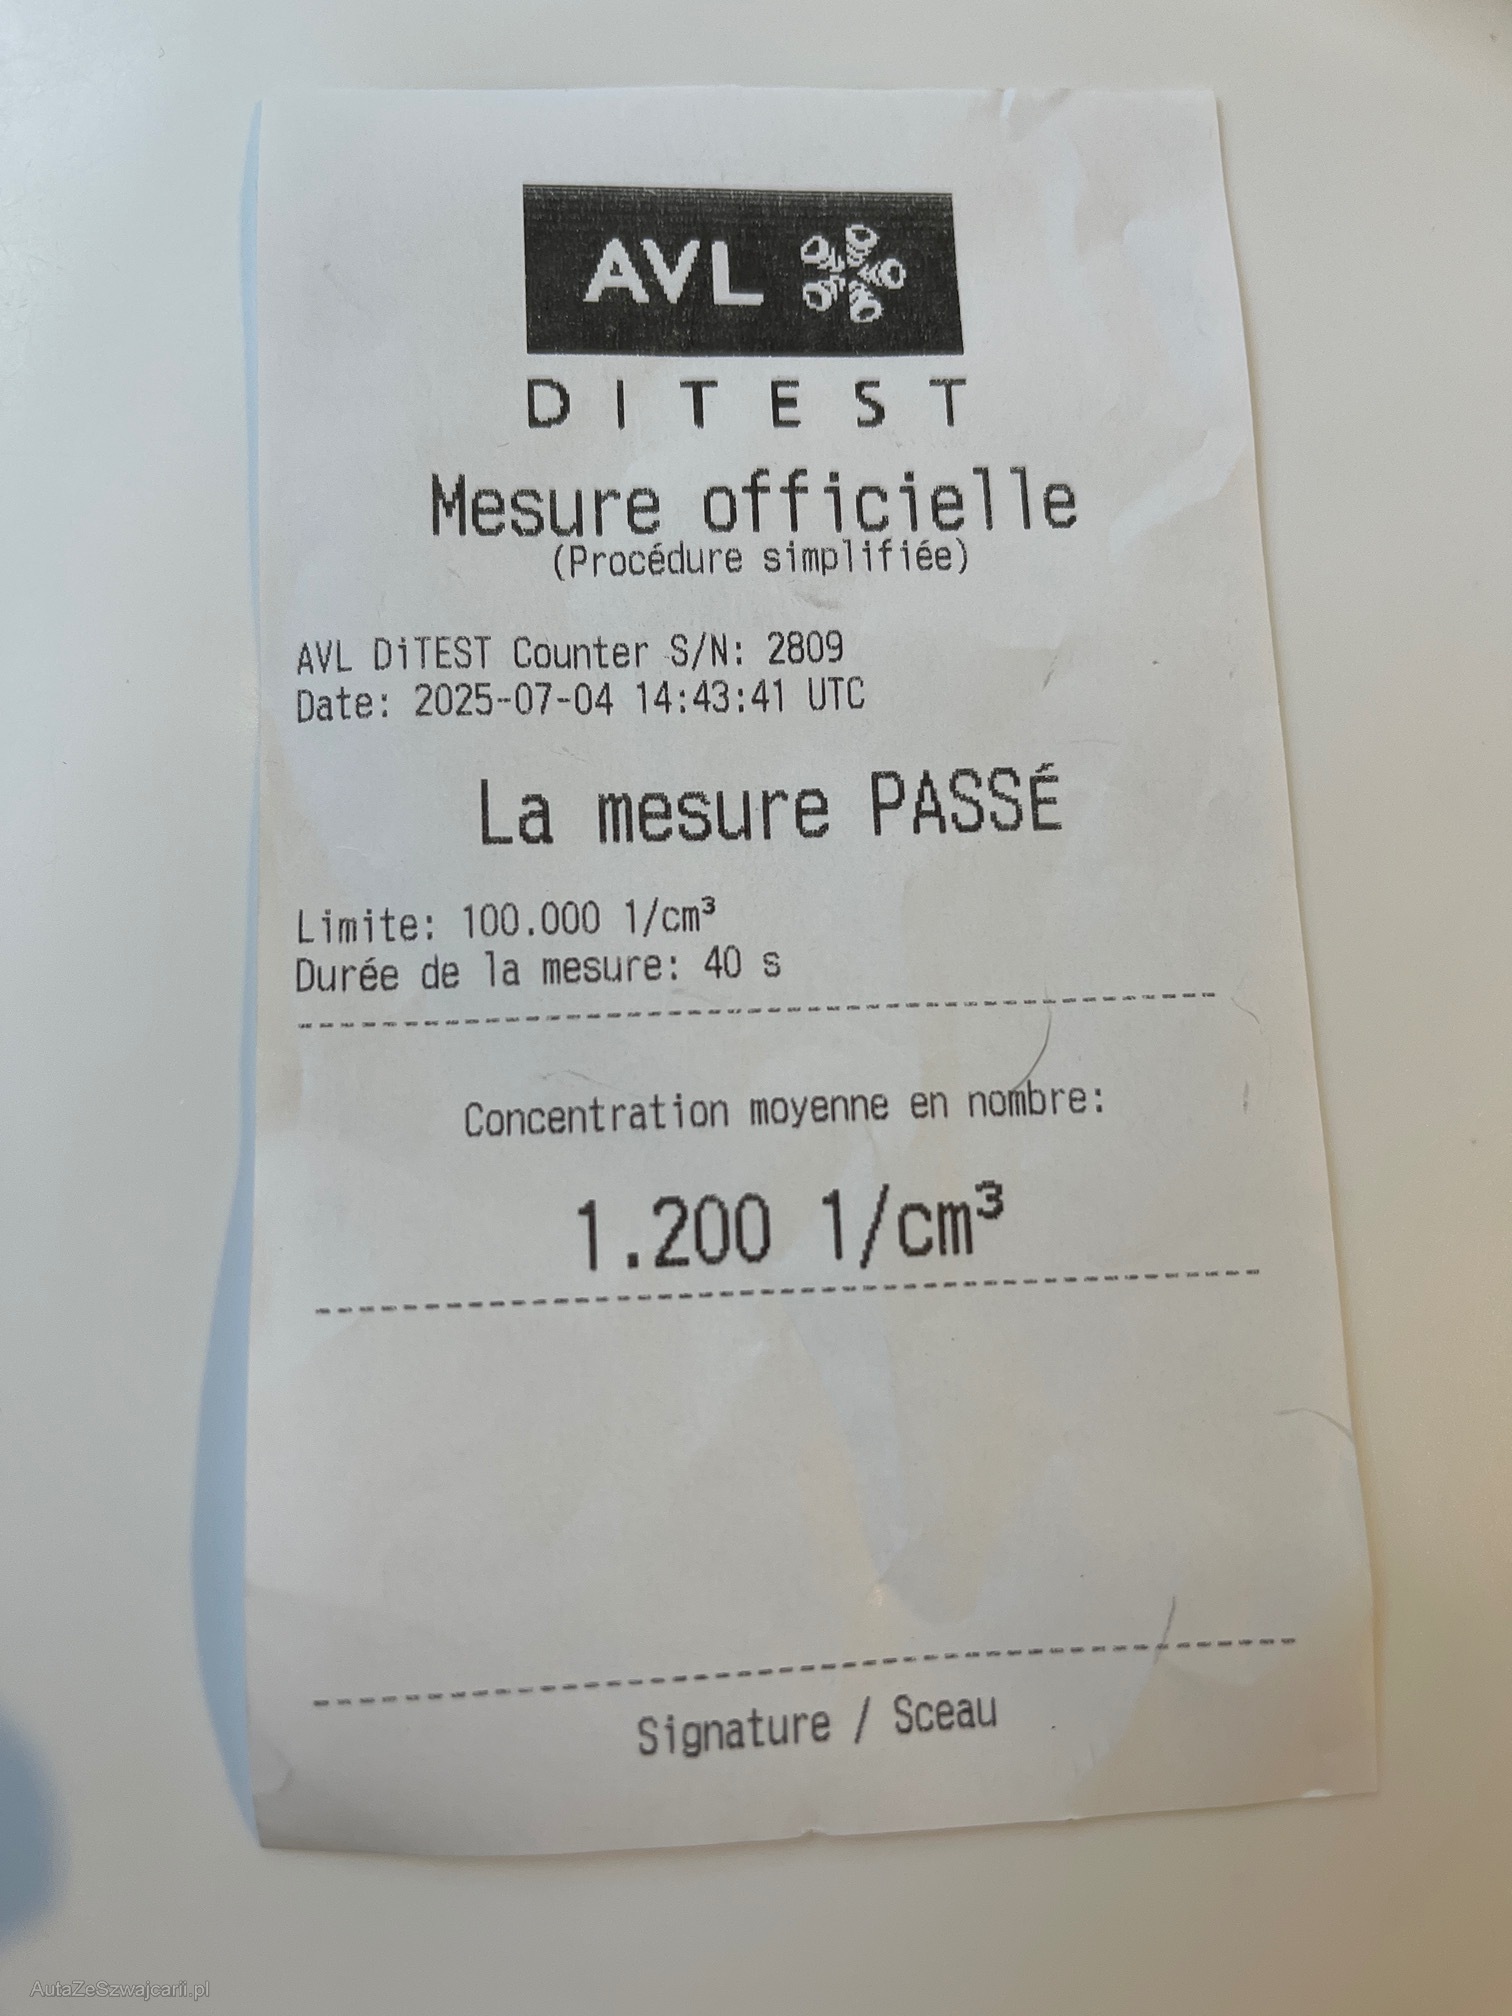 AVL
DITEST
Mesure officielle
(Procédure simplifiée)
AVL DiTEST Counter S/N: 2809
Date: 2025-07-04 14:43:41 UTC
La mesure PASSÉ
Limite: 100.000 1/cm³
Durée de la mesure: 40 s
Concentration moyenne en nombre:
1.200 1/cm³
Signature / Sceau
AutaZeSzwajcarii.pl